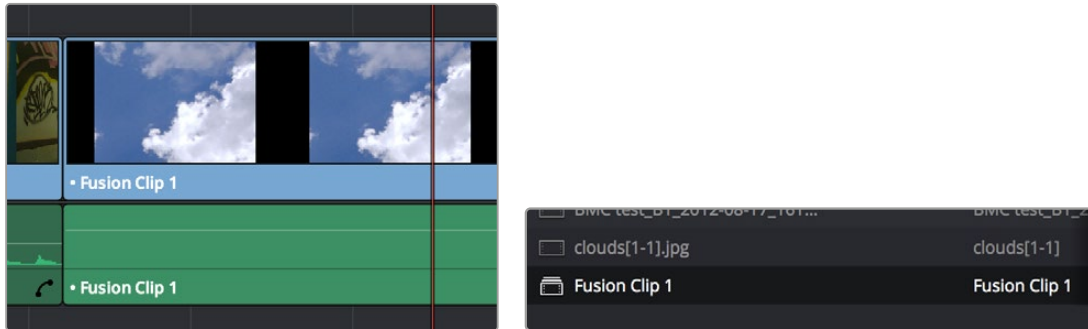 • Fusion Clip 1
• Fusion Clip 1
clouds[1-1].jpg clouds[1-1]
Fusion Clip 1 Fusion Clip 1